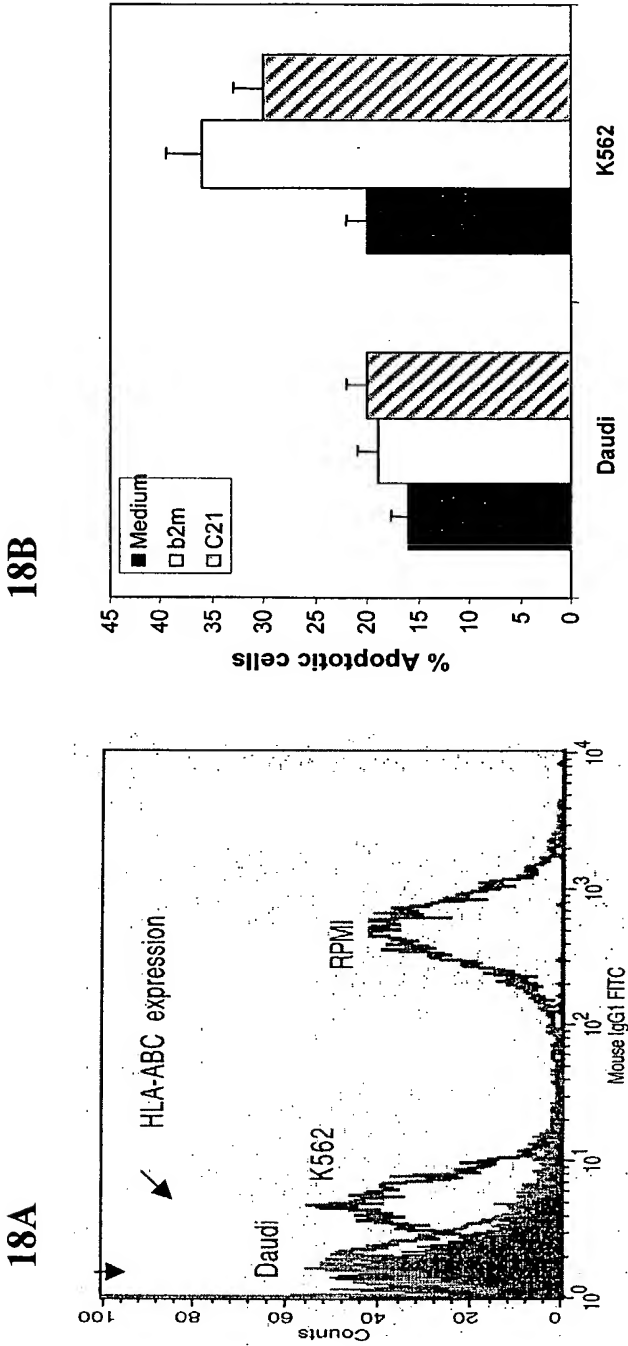 18A
HLA-ABC expression
Daudi
K562
RPMI
Counts
100
80
60
40
20
0
10^0 10^1 10^2 10^3 10^4
Mouse IgG1 FITC
18B
Medium
b2m
C21
% Apoptotic cells
45
40
35
30
25
20
15
10
5
0
Daudi K562